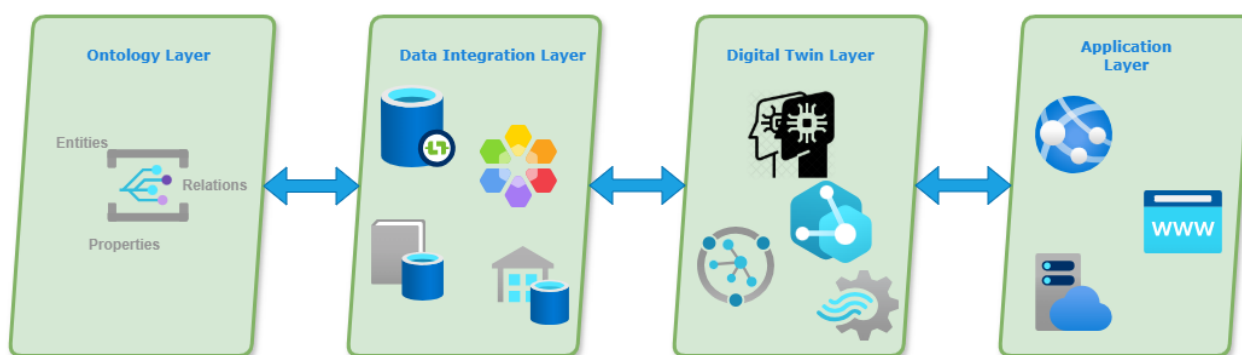 Ontology Layer
Entities
Relations
Properties
Data Integration Layer
Digital Twin Layer
Application
Layer
WWW